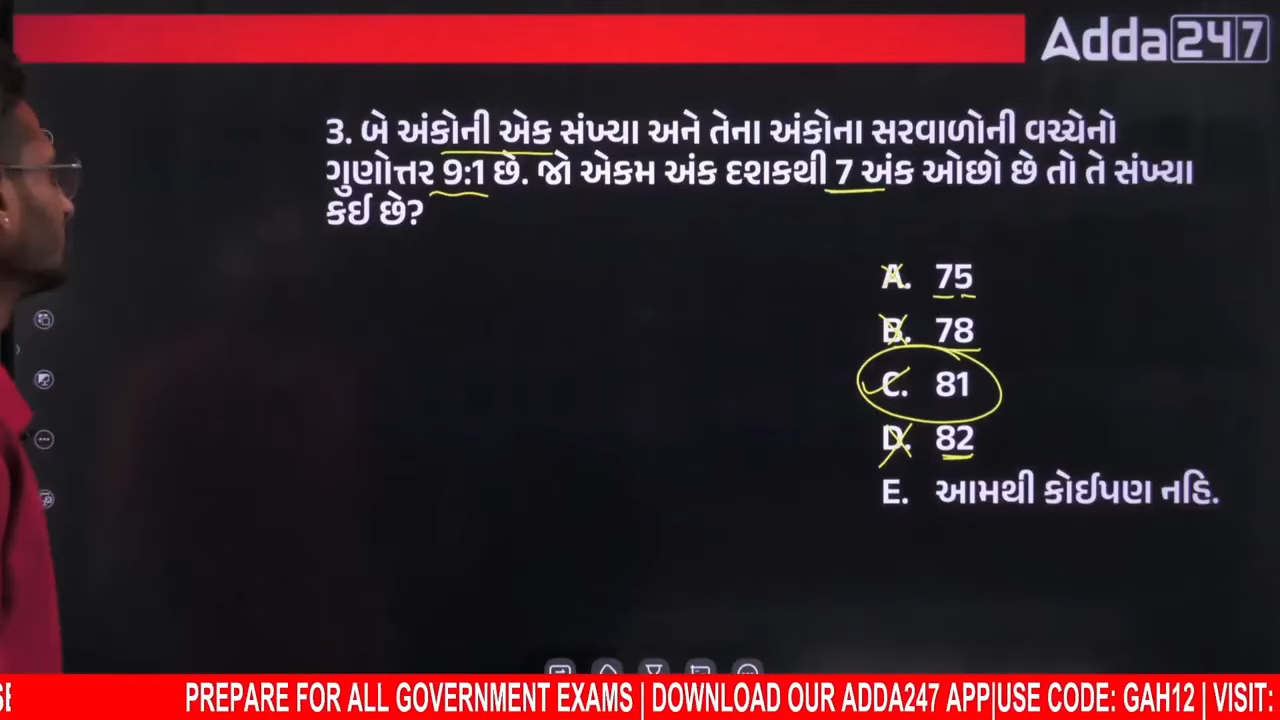 Adda247
3. બે અંકોની એક સંખ્યા અને તેના અંકોના સરવાળોની વચ્ચેનો
ગુણોત્તર 9:1 છે. જો એકમ અંક દશકથી 7 અંક ઓછો છે તો તે સંખ્યા
કઈ છે?
A. 75
B. 78
C. 81
D. 82
E. આમથી કોઈપણ નહિ.
PREPARE FOR ALL GOVERNMENT EXAMS | DOWNLOAD OUR ADDA247 APP|USE CODE: GAH12 | VISIT: